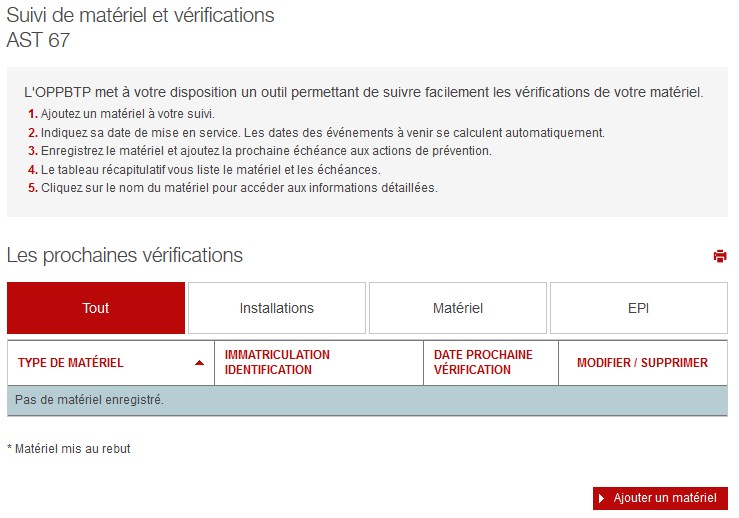 Suivi de matériel et vérifications
AST 67
L'OPPBTP met à votre disposition un outil permettant de suivre facilement les vérifications de votre matériel.
1. Ajoutez un matériel à votre suivi.
2. Indiquez sa date de mise en service. Les dates des événements à venir se calculent automatiquement.
3. Enregistrez le matériel et ajoutez la prochaine échéance aux actions de prévention.
4. Le tableau récapitulatif vous liste le matériel et les échéances.
5. Cliquez sur le nom du matériel pour accéder aux informations détaillées.
Les prochaines vérifications
Tout Installations Matériel EPI
TYPE DE MATÉRIEL
IMMATRICULATION
IDENTIFICATION
DATE PROCHAINE
VÉRIFICATION
MODIFIER / SUPPRIMER
Pas de matériel enregistré.
* Matériel mis au rebut
Ajouter un matériel